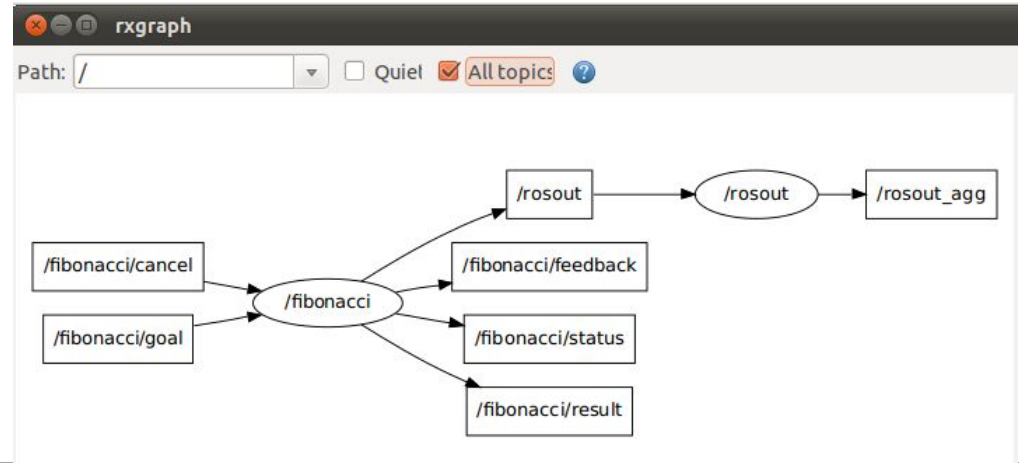 rxgraph
Path: / Quiet All topics ?
/rosout /rosout /rosout_agg
/fibonacci/cancel /fibonacci/feedback
/fibonacci
/fibonacci/goal /fibonacci/status
/fibonacci/result